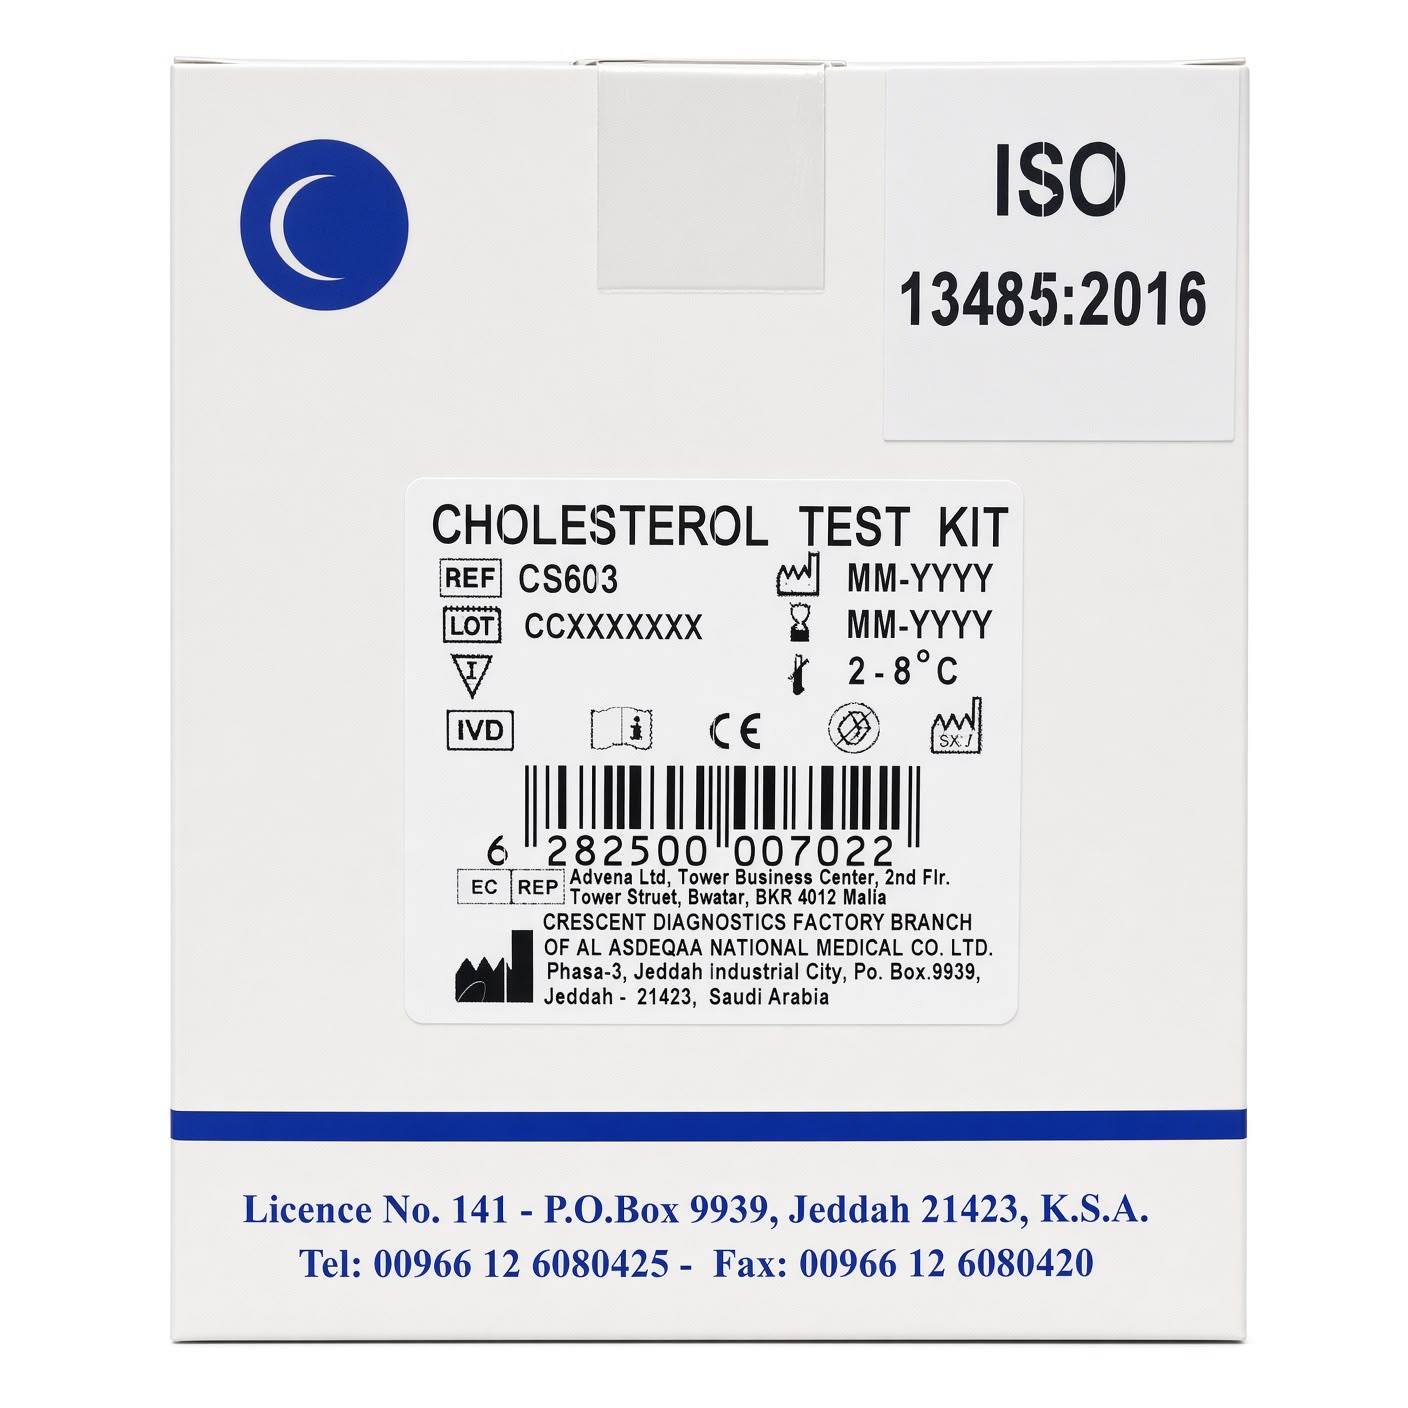 ISO
13485:2016
CHOLESTEROL TEST KIT
REF CS603
MM-YYYY
LOT CCXXXXXXX
MM-YYYY
I
2 - 8°C
IVD
i
CE
6 282500 007022
EC REP
Advena Ltd, Tower Business Center, 2nd Flr.
Tower Struet, Bwatar, BKR 4012 Malia
CRESCENT DIAGNOSTICS FACTORY BRANCH
OF AL ASDEQAA NATIONAL MEDICAL CO. LTD.
Phasa-3, Jeddah industrial City, Po. Box.9939,
Jeddah - 21423, Saudi Arabia
Licence No. 141 - P.O.Box 9939, Jeddah 21423, K.S.A.
Tel: 00966 12 6080425 - Fax: 00966 12 6080420